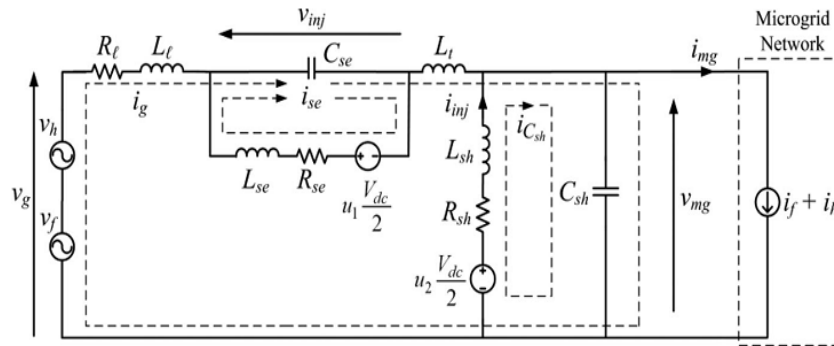 Microgrid
Network
v_inj
R_ℓ
L_ℓ
C_se
L_t
i_mg
i_g
i_se
i_inj
i_Csh
v_h
L_se
R_se
L_sh
v_g
u_1 V_dc/2
C_sh
v_mg
R_sh
v_f
u_2 V_dc/2